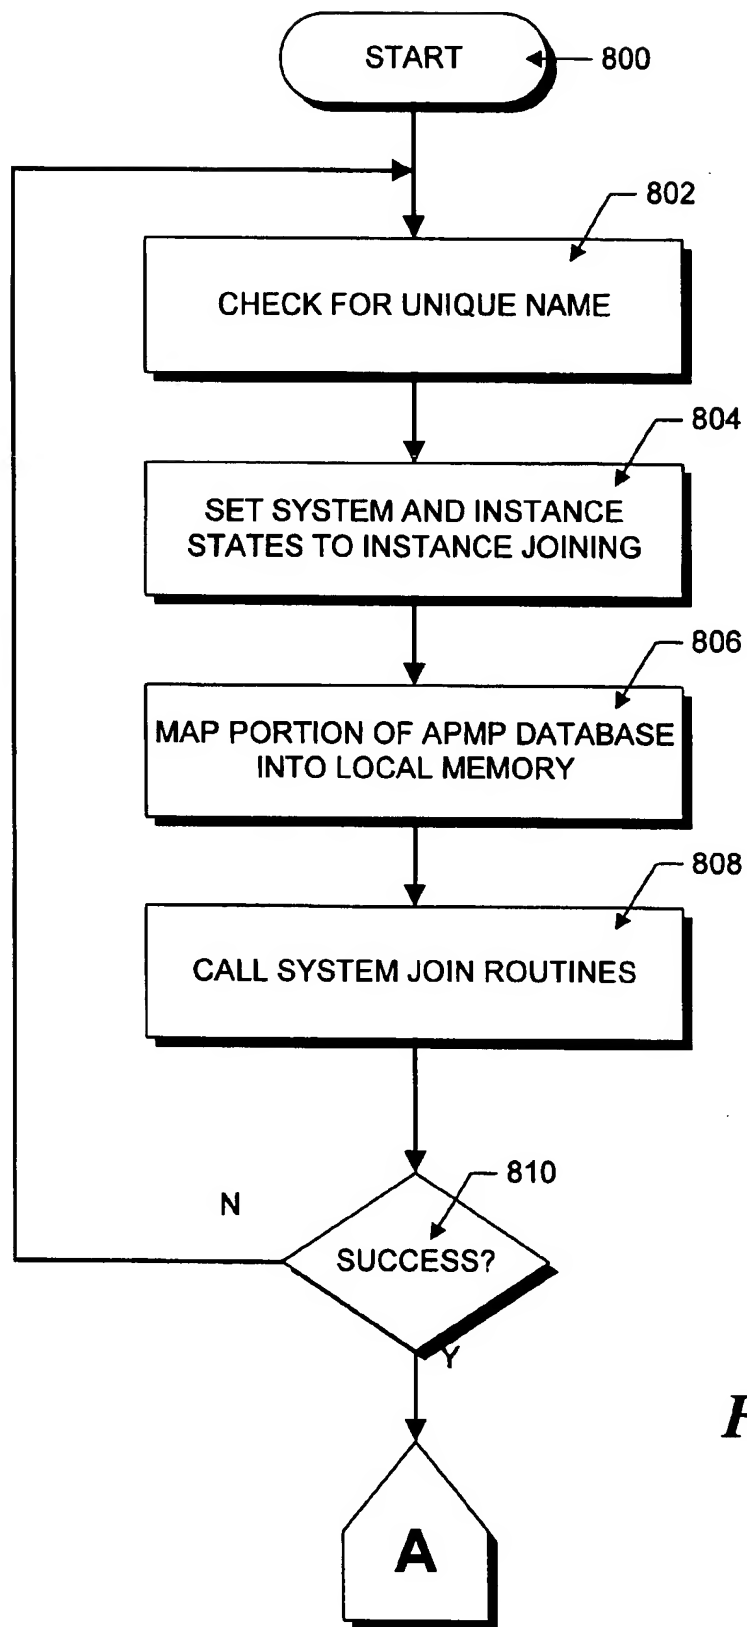 START
800
802
CHECK FOR UNIQUE NAME
804
SET SYSTEM AND INSTANCE
STATES TO INSTANCE JOINING
806
MAP PORTION OF APMP DATABASE
INTO LOCAL MEMORY
808
CALL SYSTEM JOIN ROUTINES
810
N
SUCCESS?
Y
A